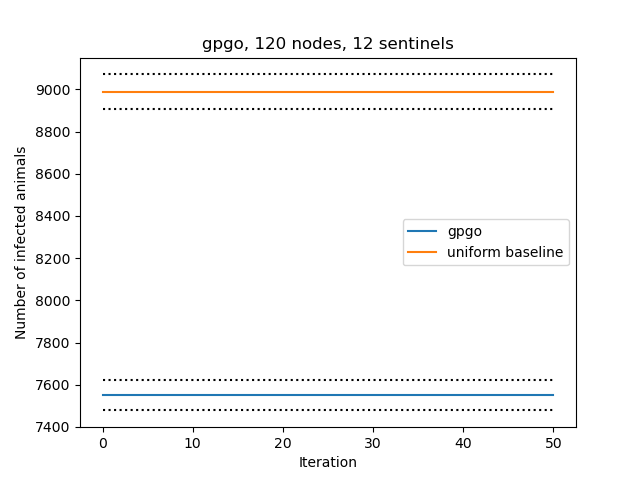 gpgo, 120 nodes, 12 sentinels
Number of infected animals
9000
8800
8600
8400
8200
8000
7800
7600
7400
gpgo
uniform baseline
0 10 20 30 40 50
Iteration